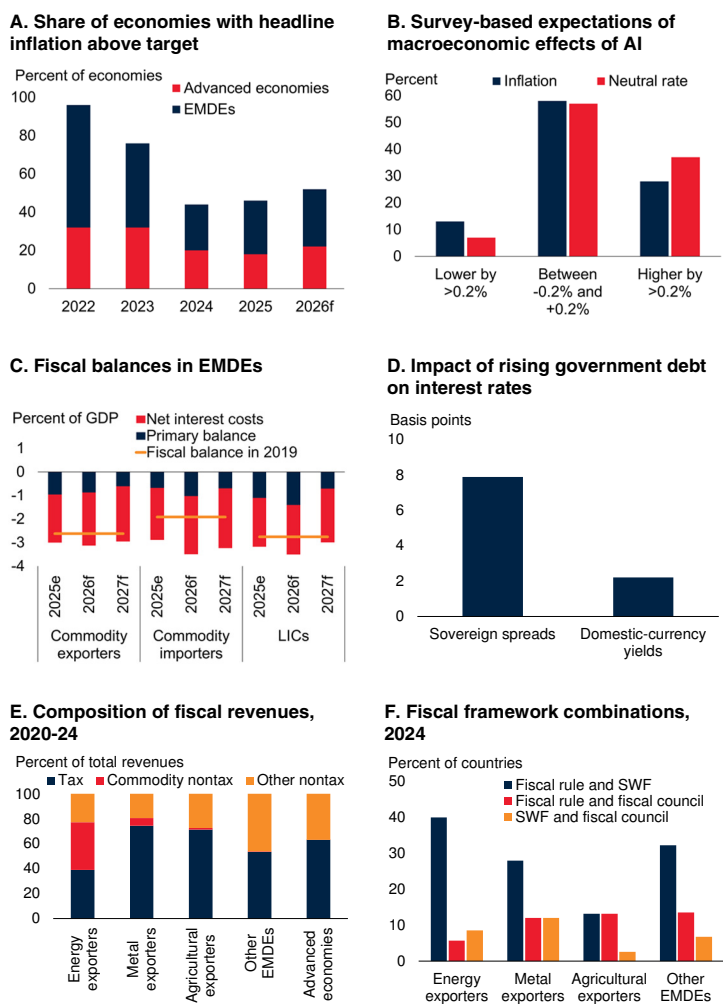 A. Share of economies with headline
inflation above target
Percent of economies
Advanced economies
EMDEs
100
80
60
40
20
0
2022 2023 2024 2025 2026f
B. Survey-based expectations of
macroeconomic effects of AI
Percent
Inflation Neutral rate
60
50
40
30
20
10
0
Lower by
>0.2%
Between
-0.2% and
+0.2%
Higher by
>0.2%
C. Fiscal balances in EMDEs
Percent of GDP
Net interest costs
Primary balance
Fiscal balance in 2019
1
0
-1
-2
-3
-4
2025e 2026f 2027f 2025e 2026f 2027f 2025e 2026f 2027f
Commodity
exporters
Commodity
importers
LICs
D. Impact of rising government debt
on interest rates
Basis points
10
8
6
4
2
0
Sovereign spreads
Domestic-currency
yields
E. Composition of fiscal revenues,
2020-24
Percent of total revenues
Tax Commodity nontax Other nontax
100
80
60
40
20
0
Energy
exporters
Metal
exporters
Agricultural
exporters
Other
EMDEs
Advanced
economies
F. Fiscal framework combinations,
2024
Percent of countries
Fiscal rule and SWF
Fiscal rule and fiscal council
SWF and fiscal council
50
40
30
20
10
0
Energy
exporters
Metal
exporters
Agricultural
exporters
Other
EMDEs